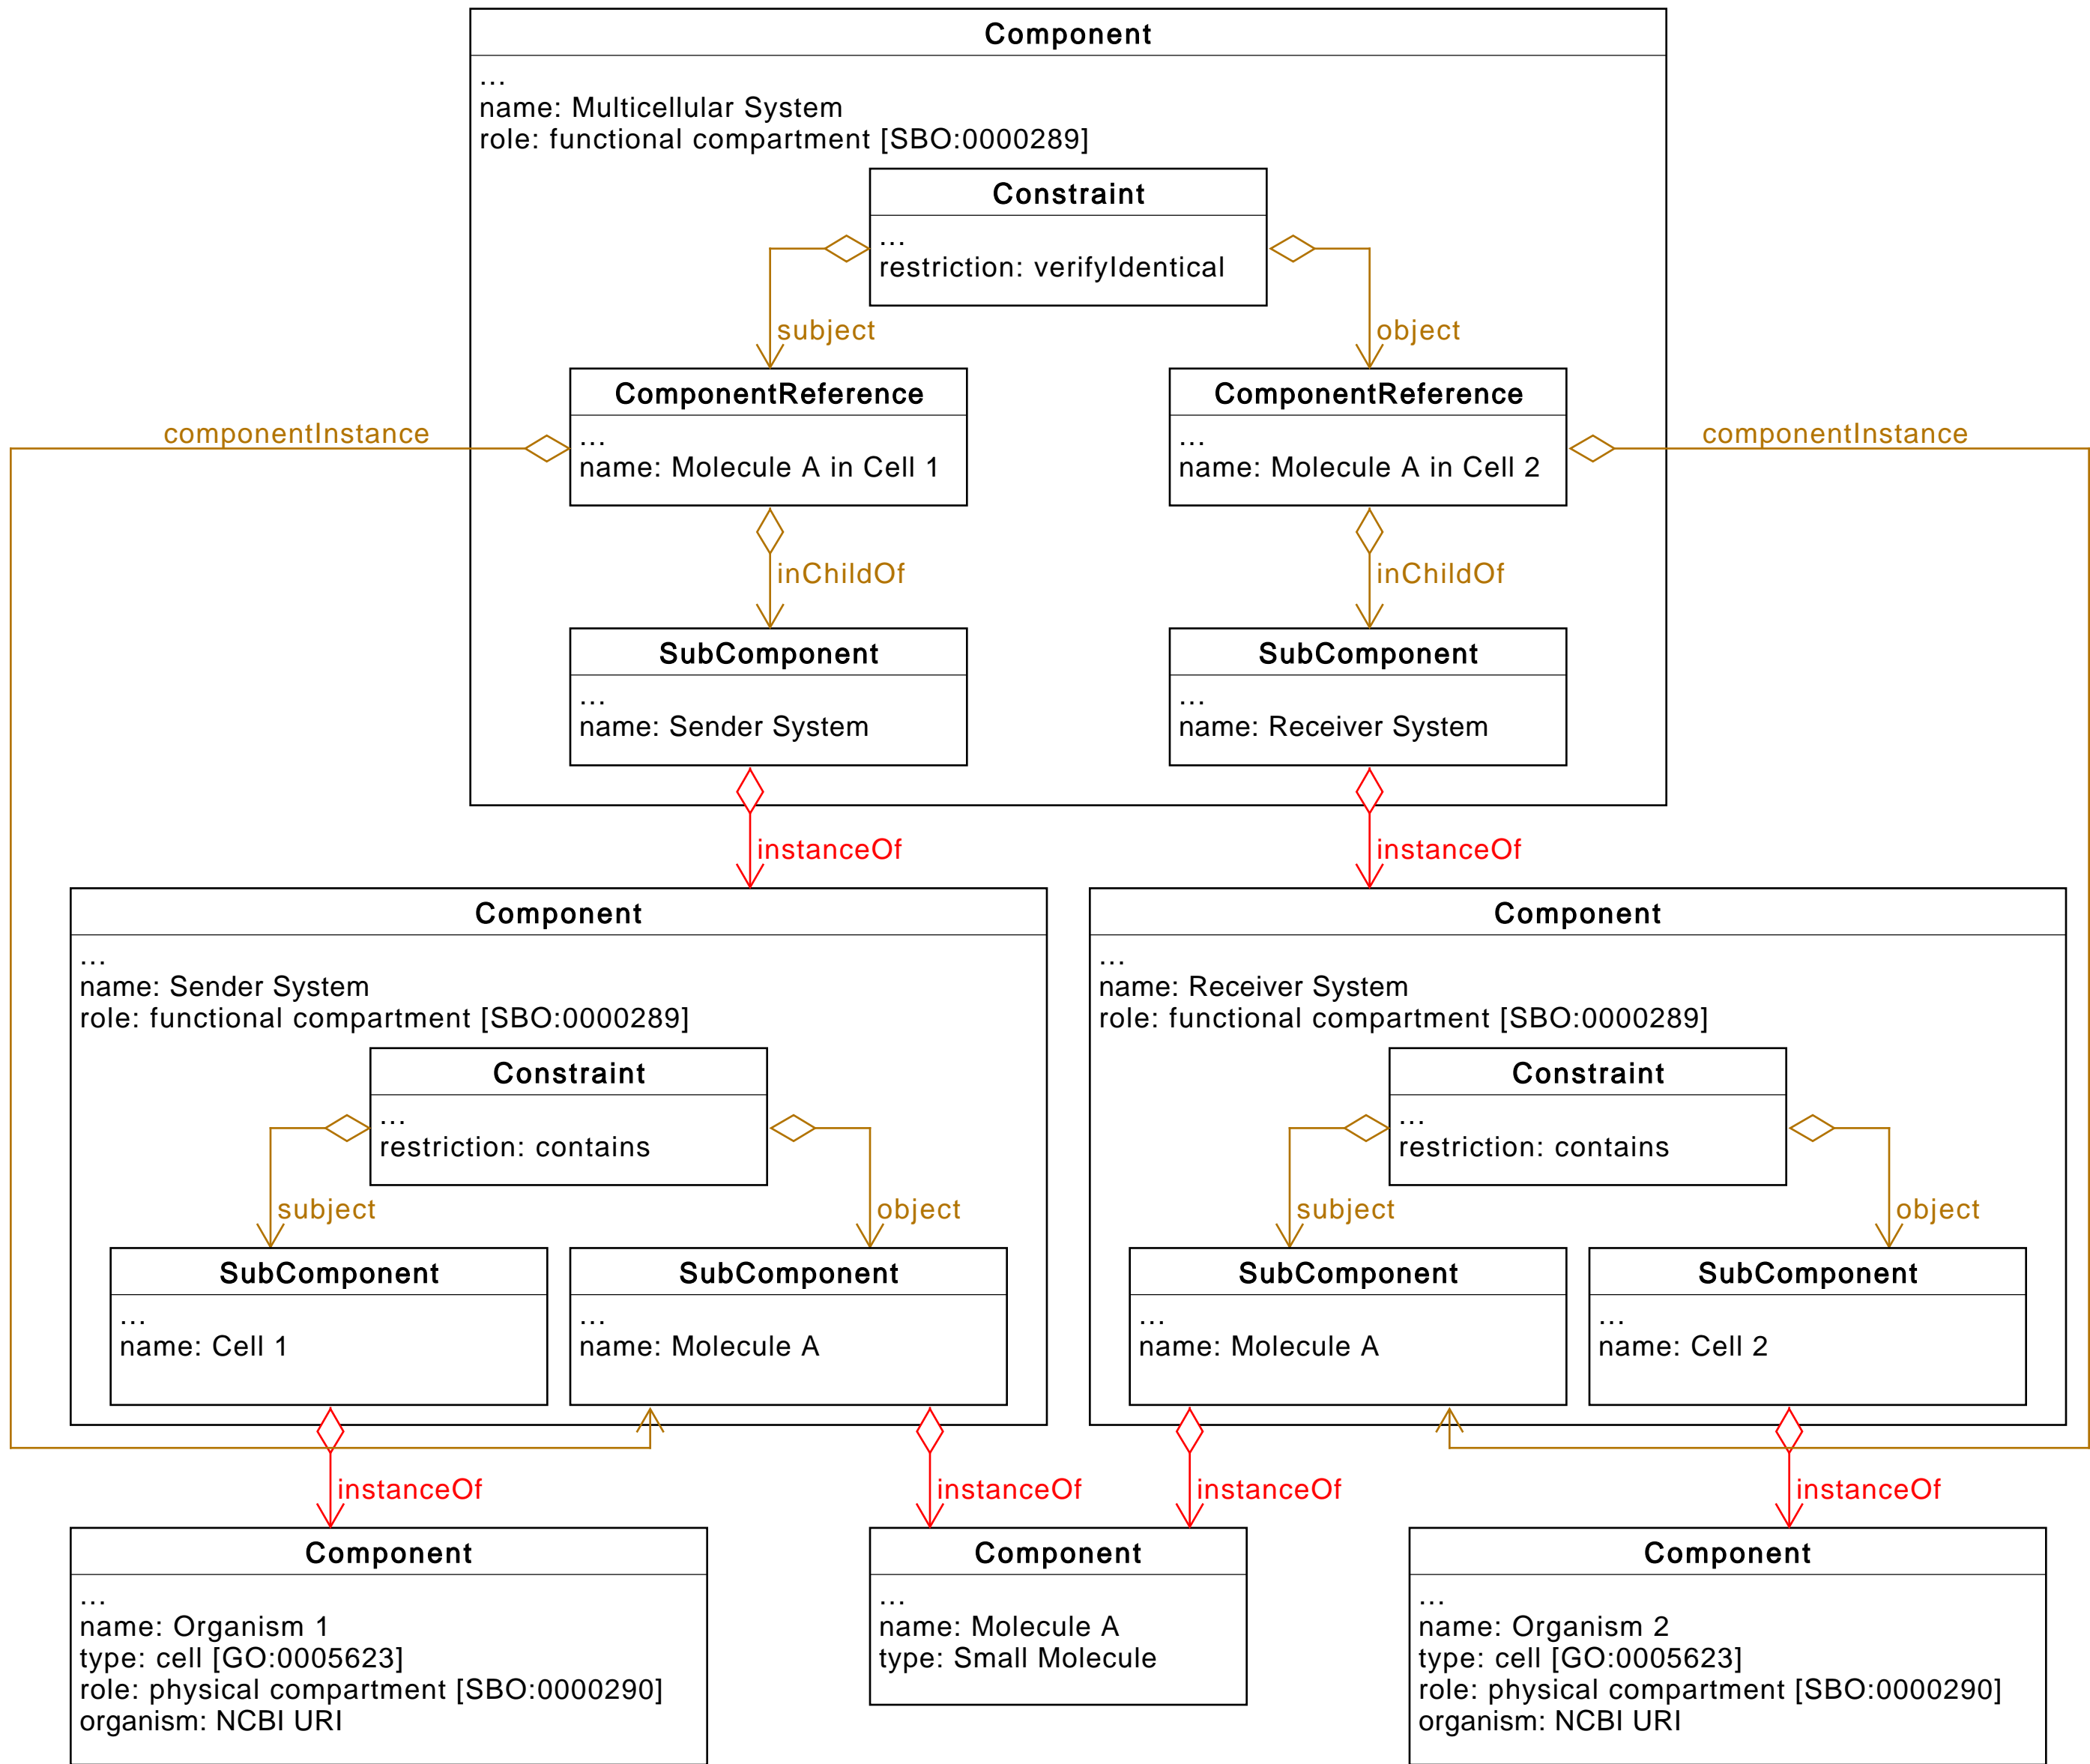 Component
...
name: Multicellular System
role: functional compartment [SBO:0000289]
Constraint
...
restriction: verifyIdentical
subject
object
ComponentReference
...
name: Molecule A in Cell 1
ComponentReference
...
name: Molecule A in Cell 2
componentInstance
componentInstance
inChildOf
inChildOf
SubComponent
...
name: Sender System
SubComponent
...
name: Receiver System
instanceOf
instanceOf
Component
...
name: Sender System
role: functional compartment [SBO:0000289]
Constraint
...
restriction: contains
subject
object
SubComponent
...
name: Cell 1
SubComponent
...
name: Molecule A
Component
...
name: Receiver System
role: functional compartment [SBO:0000289]
Constraint
...
restriction: contains
subject
object
SubComponent
...
name: Molecule A
SubComponent
...
name: Cell 2
instanceOf
instanceOf
instanceOf
instanceOf
Component
...
name: Organism 1
type: cell [GO:0005623]
role: physical compartment [SBO:0000290]
organism: NCBI URI
Component
...
name: Molecule A
type: Small Molecule
Component
...
name: Organism 2
type: cell [GO:0005623]
role: physical compartment [SBO:0000290]
organism: NCBI URI